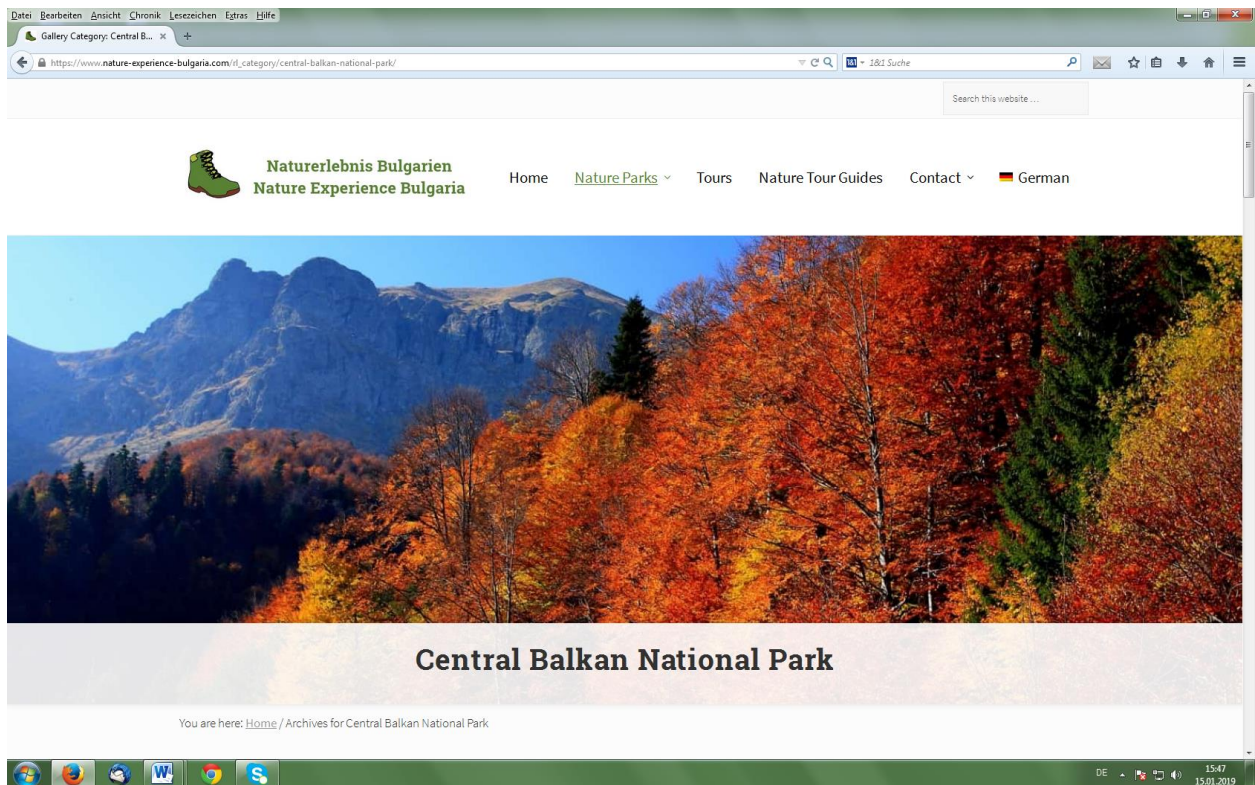 Datei Bearbeiten Ansicht Chronik Lesezeichen Extras Hilfe
Gallery Category: Central B...
https://www.nature-experience-bulgaria.com/rl_category/central-balkan-national-park/
1&1 Suche
Search this website ...
Naturerlebnis Bulgarien
Nature Experience Bulgaria
Home Nature Parks Tours Nature Tour Guides Contact German
Central Balkan National Park
You are here: Home / Archives for Central Balkan National Park
DE
15:47
15.01.2019